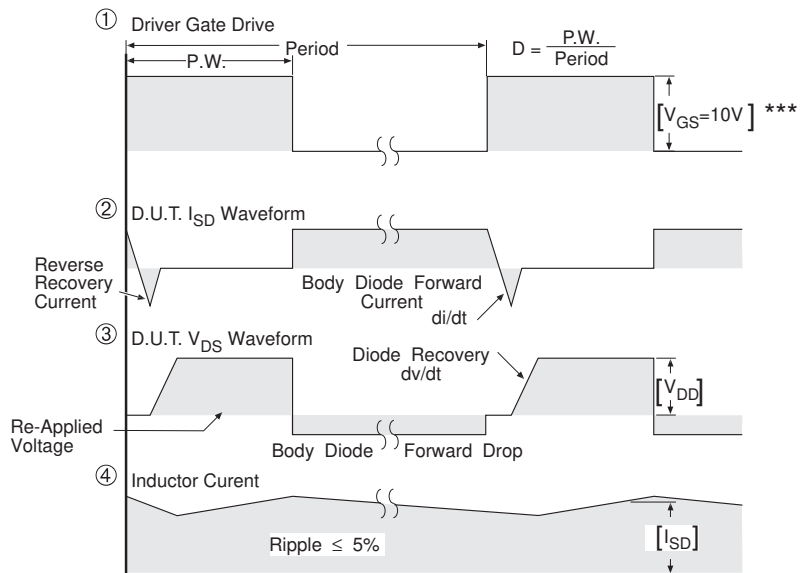 ① Driver Gate Drive
Period
P.W.
D = P.W. / Period
[VGS=10V] ***
② D.U.T. ISD Waveform
Reverse
Recovery
Current
Body Diode Forward
Current
di/dt
③ D.U.T. VDS Waveform
Diode Recovery
dv/dt
[VDD]
Re-Applied
Voltage
Body Diode Forward Drop
④ Inductor Curent
Ripple ≤ 5%
[ISD]